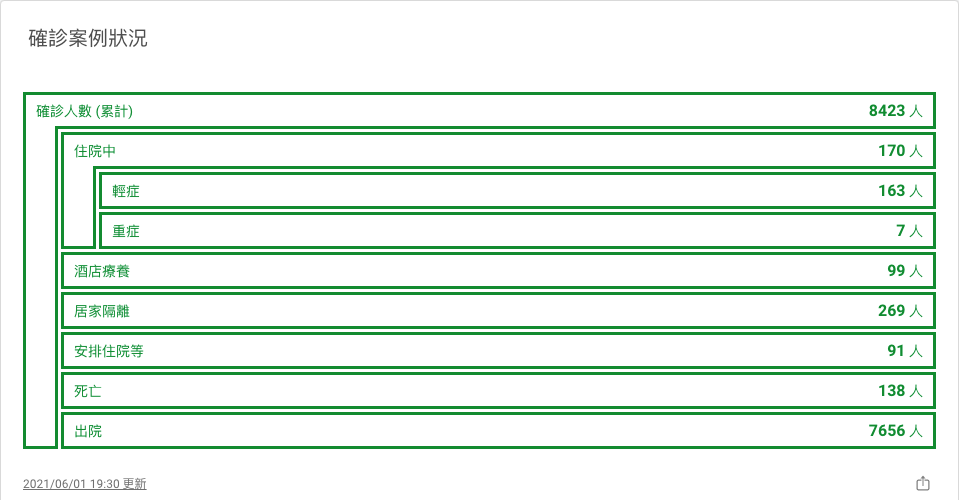 確診案例狀況
確診人數 (累計) 8423 人
住院中 170 人
輕症 163 人
重症 7 人
酒店療養 99 人
居家隔離 269 人
安排住院等 91 人
死亡 138 人
出院 7656 人
2021/06/01 19:30 更新